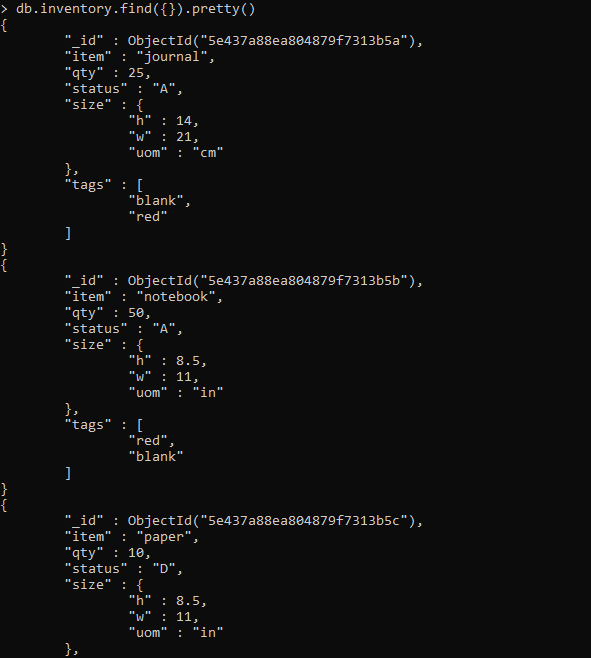 > db.inventory.find({}).pretty()
{
        "_id" : ObjectId("5e437a88ea804879f7313b5a"),
        "item" : "journal",
        "qty" : 25,
        "status" : "A",
        "size" : {
                "h" : 14,
                "w" : 21,
                "uom" : "cm"
        },
        "tags" : [
                "blank",
                "red"
        ]
}
{
        "_id" : ObjectId("5e437a88ea804879f7313b5b"),
        "item" : "notebook",
        "qty" : 50,
        "status" : "A",
        "size" : {
                "h" : 8.5,
                "w" : 11,
                "uom" : "in"
        },
        "tags" : [
                "red",
                "blank"
        ]
}
{
        "_id" : ObjectId("5e437a88ea804879f7313b5c"),
        "item" : "paper",
        "qty" : 10,
        "status" : "D",
        "size" : {
                "h" : 8.5,
                "w" : 11,
                "uom" : "in"
        },